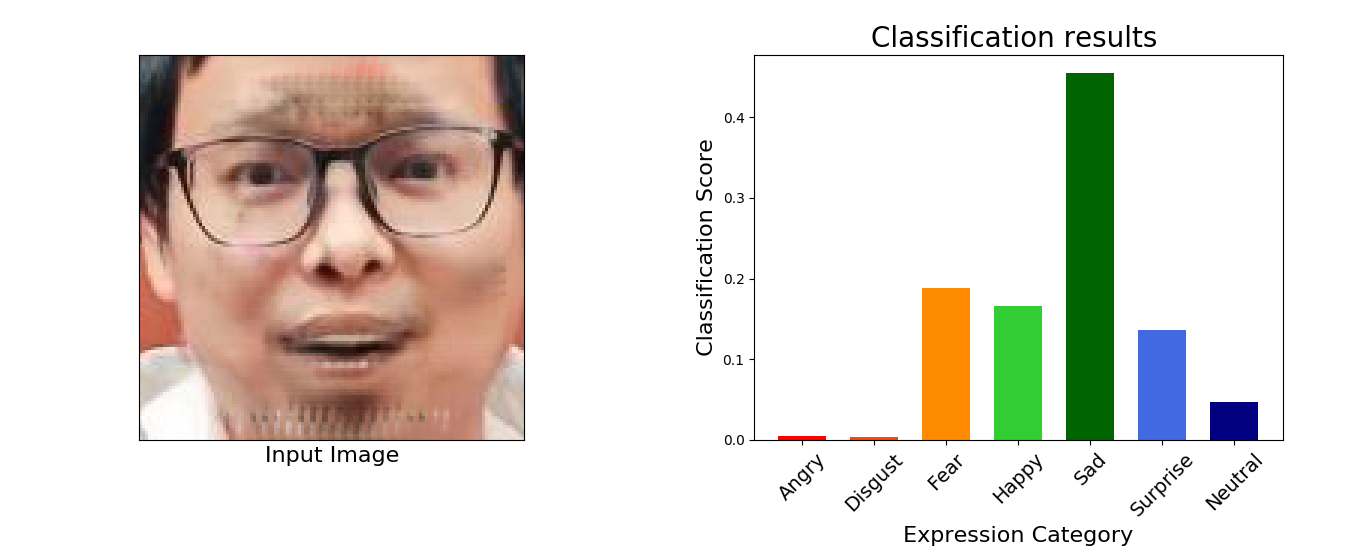 Classification results
Classification Score
0.4
0.3
0.2
0.1
0.0
Angry
Disgust
Fear
Happy
Sad
Surprise
Neutral
Expression Category
Input Image